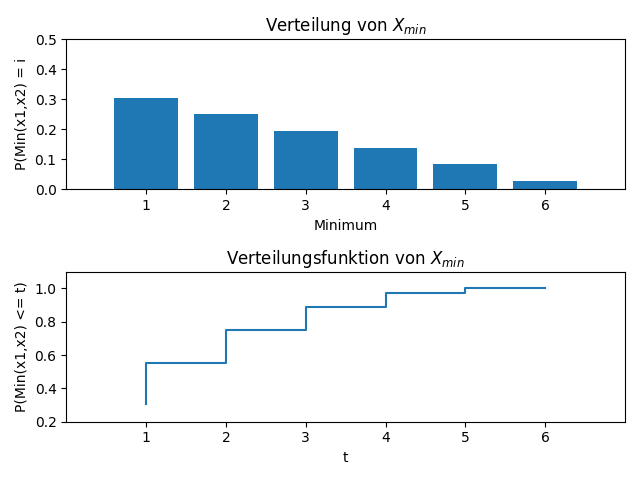 Verteilung von X_min
P(Min(x1,x2) = i
0.5
0.4
0.3
0.2
0.1
0.0
1 2 3 4 5 6
Minimum
Verteilungsfunktion von X_min
P(Min(x1,x2) <= t)
1.0
0.8
0.6
0.4
0.2
1 2 3 4 5 6
t